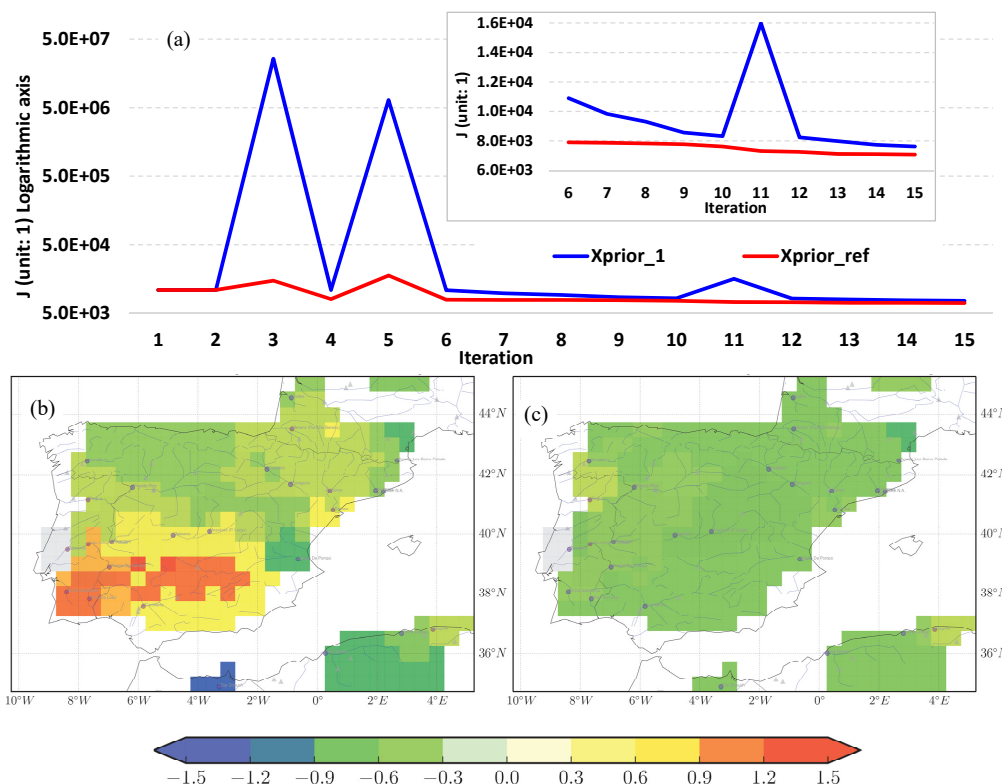 (a)
J (unit: 1) Logarithmic axis
5.0E+07
5.0E+06
5.0E+05
5.0E+04
5.0E+03
1 2 3 4 5 6 7 8 9 10 11 12 13 14 15
Iteration
J (unit: 1)
1.6E+04
1.4E+04
1.2E+04
1.0E+04
8.0E+03
6.0E+03
6 7 8 9 10 11 12 13 14 15
Iteration
Xprior_1 Xprior_ref
(b)
44°N
42°N
40°N
38°N
36°N
10°W 8°W 6°W 4°W 2°W 0°E 2°E 4°E
(c)
44°N
42°N
40°N
38°N
36°N
10°W 8°W 6°W 4°W 2°W 0°E 2°E 4°E
−1.5 −1.2 −0.9 −0.6 −0.3 0.0 0.3 0.6 0.9 1.2 1.5